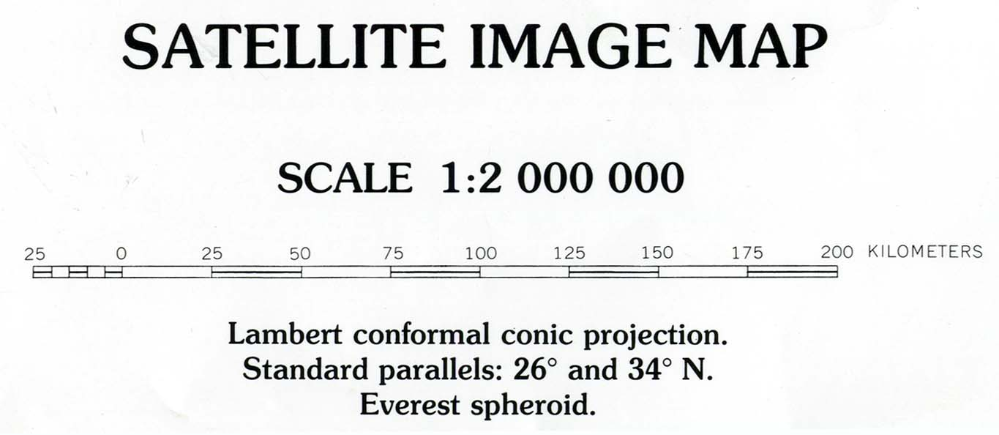 SATELLITE IMAGE MAP
SCALE 1:2 000 000
25 0 25 50 75 100 125 150 175 200 KILOMETERS
Lambert conformal conic projection.
Standard parallels: 26° and 34° N.
Everest spheroid.